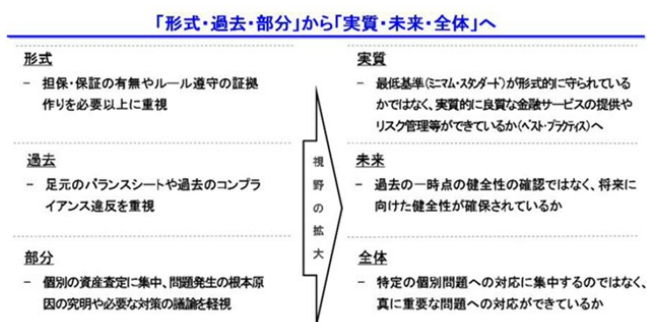 「形式・過去・部分」から「実質・未来・全体」へ
形式
− 担保・保証の有無やルール遵守の証拠
作りを必要以上に重視
過去
− 足元のバランスシートや過去のコンプラ
イアンス違反を重視
部分
− 個別の資産査定に集中、問題発生の根本原
因の究明や必要な対策の議論を軽視
視野の拡大
実質
− 最低基準(ミニマム・スタンダード)が形式的に守られている
かではなく、実質的に良質な金融サービスの提供や
リスク管理等ができているか(ベスト・プラクティス)へ
未来
− 過去の一時点の健全性の確認ではなく、将来に
向けた健全性が確保されているか
全体
− 特定の個別問題への対応に集中するのではなく、
真に重要な問題への対応ができているか